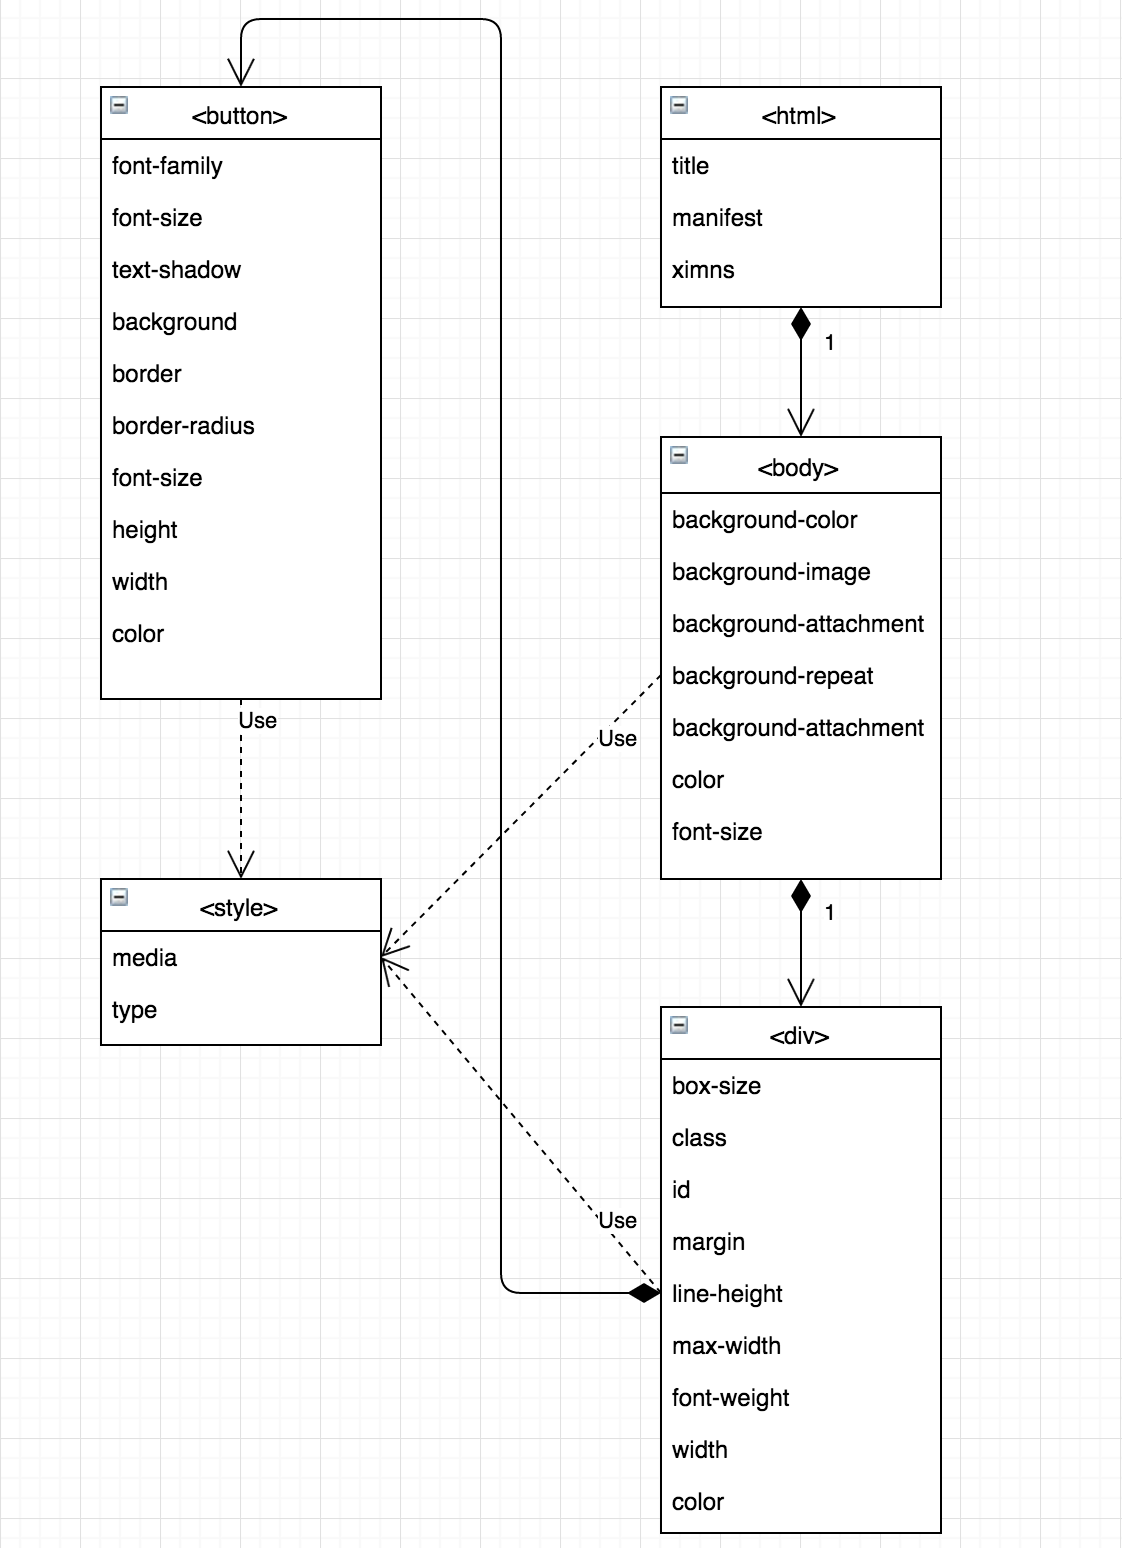 <button>
font-family
font-size
text-shadow
background
border
border-radius
font-size
height
width
color
Use
<style>
media
type
<html>
title
manifest
ximns
1
<body>
background-color
background-image
background-attachment
background-repeat
background-attachment
color
font-size
Use
1
<div>
box-size
class
id
margin
line-height
max-width
font-weight
width
color
Use